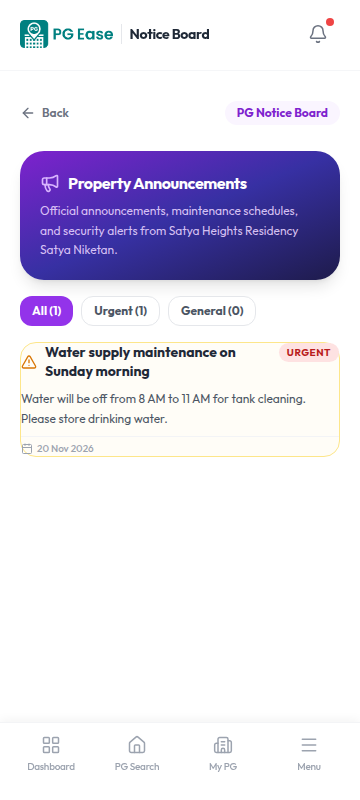 PG
PG Ease
Notice Board
Back
PG Notice Board
Property Announcements
Official announcements, maintenance schedules,
and security alerts from Satya Heights Residency
Satya Niketan.
All (1)
Urgent (1)
General (0)
Water supply maintenance on
Sunday morning
URGENT
Water will be off from 8 AM to 11 AM for tank cleaning.
Please store drinking water.
20 Nov 2026
Dashboard
PG Search
My PG
Menu